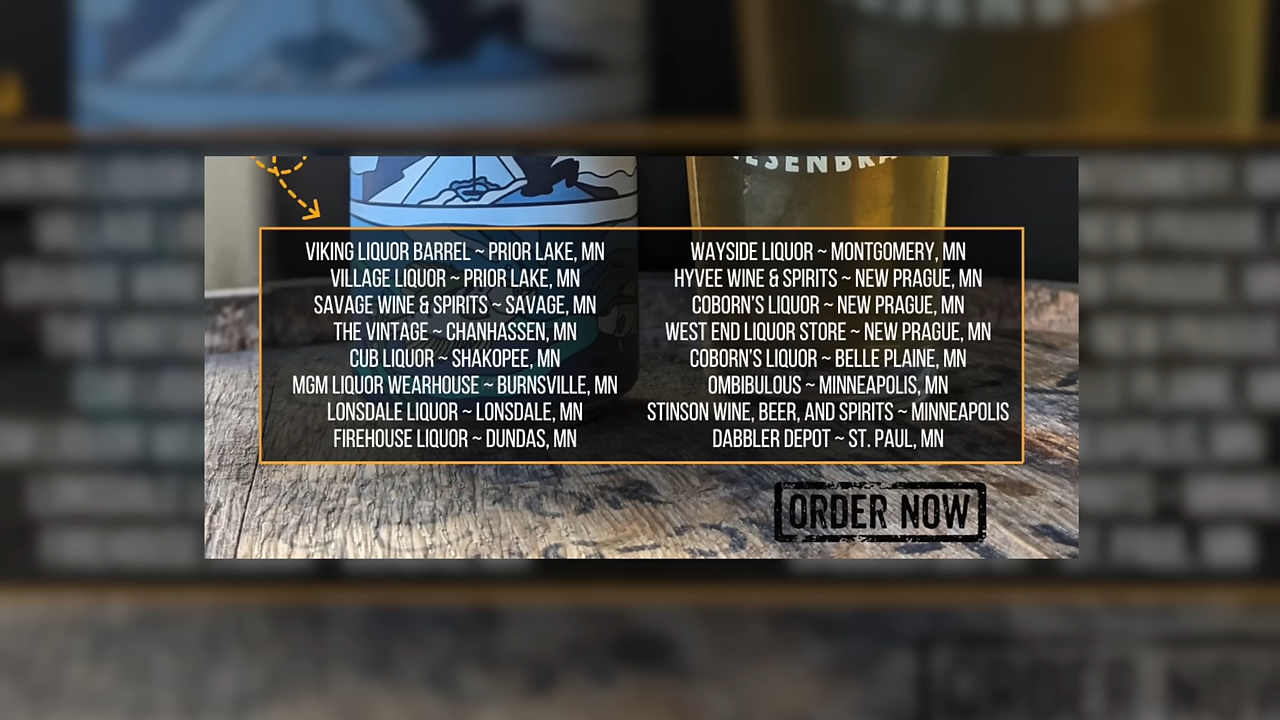 VIKING LIQUOR BARREL ~ PRIOR LAKE, MN
VILLAGE LIQUOR ~ PRIOR LAKE, MN
SAVAGE WINE & SPIRITS ~ SAVAGE, MN
THE VINTAGE ~ CHANHASSEN, MN
CUB LIQUOR ~ SHAKOPEE, MN
MGM LIQUOR WEARHOUSE ~ BURNSVILLE, MN
LONSDALE LIQUOR ~ LONSDALE, MN
FIREHOUSE LIQUOR ~ DUNDAS, MN
WAYSIDE LIQUOR ~ MONTGOMERY, MN
HYVEE WINE & SPIRITS ~ NEW PRAGUE, MN
COBORN'S LIQUOR ~ NEW PRAGUE, MN
WEST END LIQUOR STORE ~ NEW PRAGUE, MN
COBORN'S LIQUOR ~ BELLE PLAINE, MN
OMBIBULOUS ~ MINNEAPOLIS, MN
STINSON WINE, BEER, AND SPIRITS ~ MINNEAPOLIS
DABBLER DEPOT ~ ST. PAUL, MN
ORDER NOW